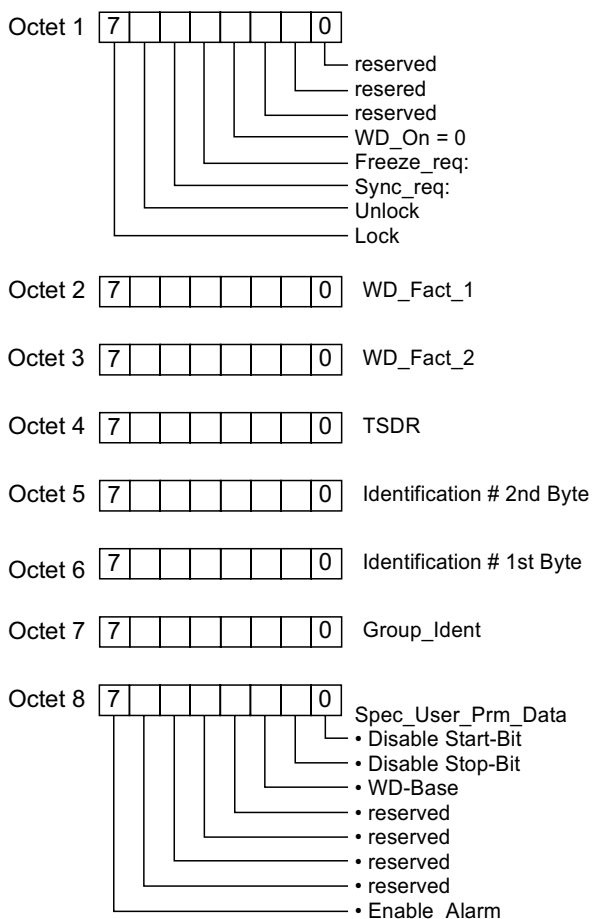 Octet 1 7 0
reserved
resered
reserved
WD_On = 0
Freeze_req:
Sync_req:
Unlock
Lock
Octet 2 7 0 WD_Fact_1
Octet 3 7 0 WD_Fact_2
Octet 4 7 0 TSDR
Octet 5 7 0 Identification # 2nd Byte
Octet 6 7 0 Identification # 1st Byte
Octet 7 7 0 Group_Ident
Octet 8 7 0
Spec_User_Prm_Data
• Disable Start-Bit
• Disable Stop-Bit
• WD-Base
• reserved
• reserved
• reserved
• reserved
• Enable_Alarm